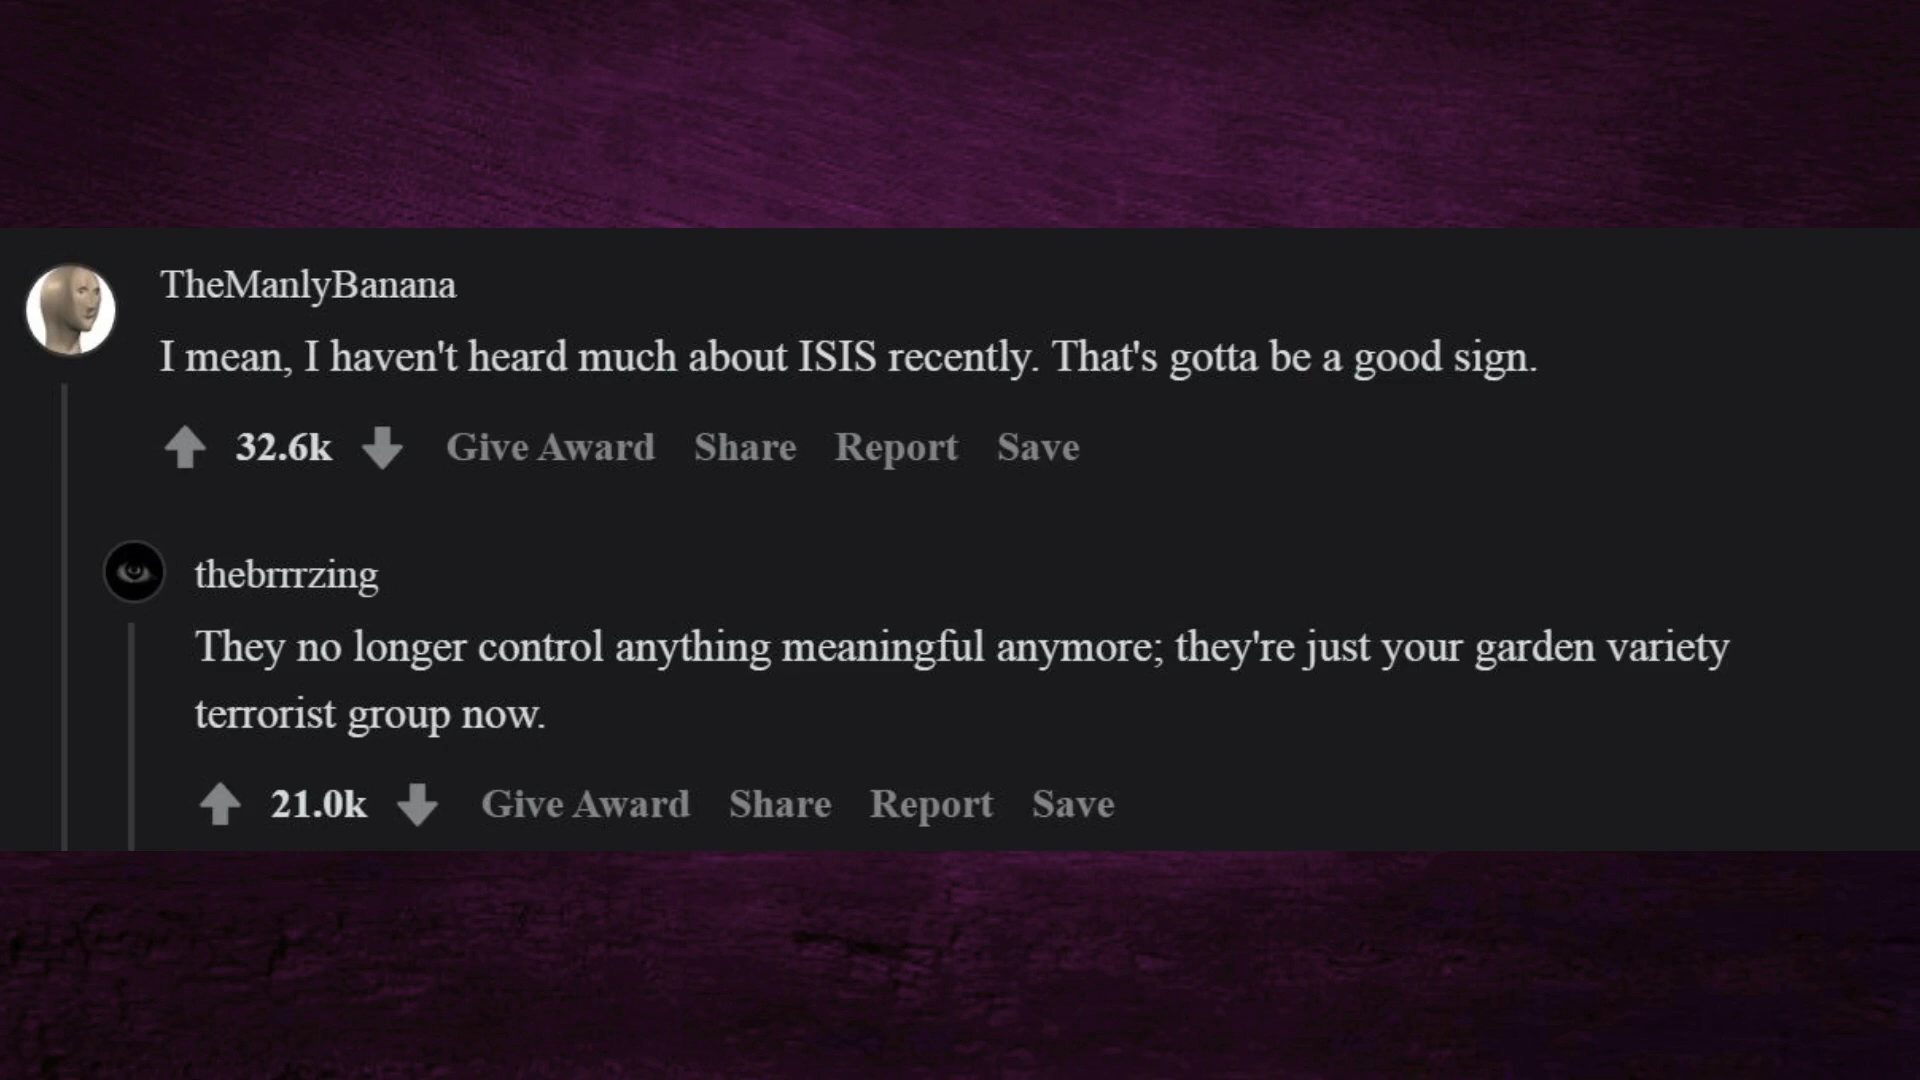 TheManlyBanana
I mean, I haven't heard much about ISIS recently. That's gotta be a good sign.
32.6k Give Award Share Report Save
thebrrrzing
They no longer control anything meaningful anymore; they're just your garden variety
terrorist group now.
21.0k Give Award Share Report Save